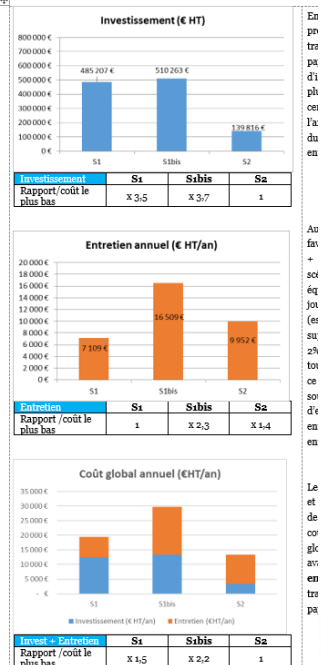 Investissement (€ HT)
800 000 €
700 000 €
600 000 €
500 000 €
400 000 €
300 000 €
200 000 €
100 000 €
0 €
485 207 €
510 263 €
139 816 €
S1
S1bis
S2
Investissement S1 S1bis S2
Rapport/coût le plus bas x 3,5 x 3,7 1
Entretien annuel (€ HT/an)
20 000 €
18 000 €
16 000 €
14 000 €
12 000 €
10 000 €
8 000 €
6 000 €
4 000 €
2 000 €
0 €
7 109 €
16 509 €
9 952 €
S1
S1bis
S2
Entretien S1 S1bis S2
Rapport /coût le plus bas 1 x 2,3 x 1,4
Coût global annuel (€HT/an)
35 000 €
30 000 €
25 000 €
20 000 €
15 000 €
10 000 €
5 000 €
- €
S1
S1bis
S2
Investissement (€ HT/an) Entretien (€HT/an)
Invest + Entretien S1 S1bis S2
Rapport /coût le plus bas x 1,5 x 2,2 1